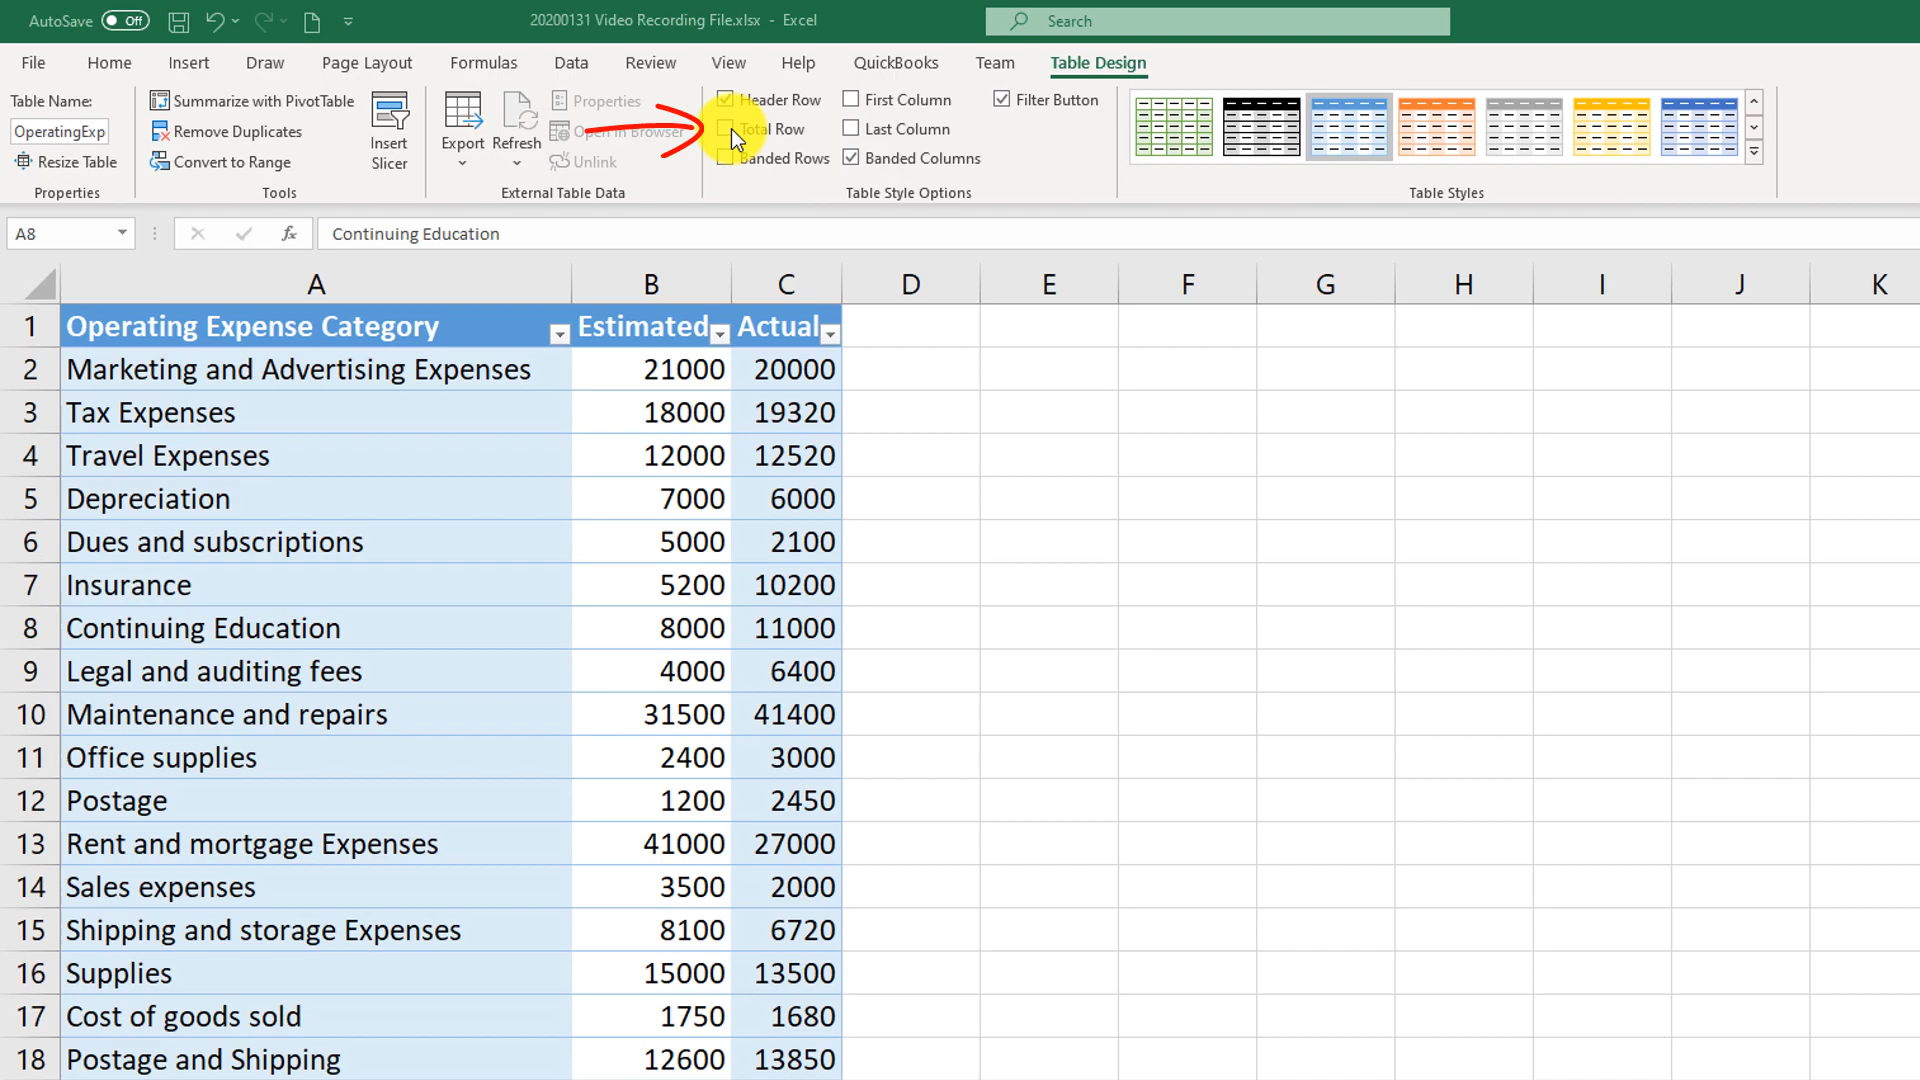 AutoSave Off 20200131 Video Recording File.xlsx - Excel Search
File Home Insert Draw Page Layout Formulas Data Review View Help QuickBooks Team Table Design
Table Name:
OperatingExp
Resize Table
Properties
Summarize with PivotTable
Remove Duplicates
Convert to Range
Insert
Slicer
Tools
Export
Refresh
Properties
Open in Browser
Unlink
External Table Data
Header Row
Total Row
Banded Rows
First Column
Last Column
Banded Columns
Filter Button
Table Style Options
Table Styles
A8 fx Continuing Education
A B C D E F G H I J K
1 Operating Expense Category Estimated Actual
2 Marketing and Advertising Expenses 21000 20000
3 Tax Expenses 18000 19320
4 Travel Expenses 12000 12520
5 Depreciation 7000 6000
6 Dues and subscriptions 5000 2100
7 Insurance 5200 10200
8 Continuing Education 8000 11000
9 Legal and auditing fees 4000 6400
10 Maintenance and repairs 31500 41400
11 Office supplies 2400 3000
12 Postage 1200 2450
13 Rent and mortgage Expenses 41000 27000
14 Sales expenses 3500 2000
15 Shipping and storage Expenses 8100 6720
16 Supplies 15000 13500
17 Cost of goods sold 1750 1680
18 Postage and Shipping 12600 13850